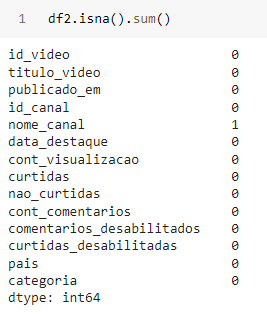 1 df2.isna().sum()
id_video 0
titulo_video 0
publicado_em 0
id_canal 0
nome_canal 1
data_destaque 0
cont_visualizacao 0
curtidas 0
nao_curtidas 0
cont_comentarios 0
comentarios_desabilitados 0
curtidas_desabilitadas 0
pais 0
categoria 0
dtype: int64